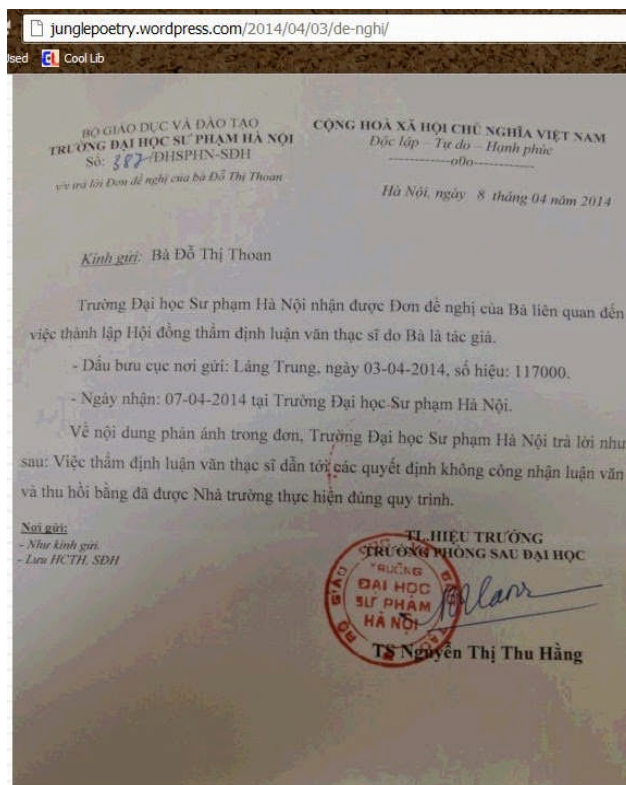 junglepoetry.wordpress.com/2014/04/03/de-nghi/
Cool Lib
BỘ GIÁO DỤC VÀ ĐÀO TẠO
TRƯỜNG ĐẠI HỌC SƯ PHẠM HÀ NỘI
Số: 387/ĐHSPHN-SĐH
v/v trả lời Đơn đề nghị của bà Đỗ Thị Thoan
CỘNG HOÀ XÃ HỘI CHỦ NGHĨA VIỆT NAM
Độc lập – Tự do – Hạnh phúc
------------o0o------------
Hà Nội, ngày 8 tháng 04 năm 2014
Kính gửi: Bà Đỗ Thị Thoan
Trường Đại học Sư phạm Hà Nội nhận được Đơn đề nghị của Bà liên quan đến
việc thành lập Hội đồng thẩm định luận văn thạc sĩ do Bà là tác giả.
- Dấu bưu cục nơi gửi: Láng Trung, ngày 03-04-2014, số hiệu: 117000.
- Ngày nhận: 07-04-2014 tại Trường Đại học Sư phạm Hà Nội.
Về nội dung phản ánh trong đơn, Trường Đại học Sư phạm Hà Nội trả lời như
sau: Việc thẩm định luận văn thạc sĩ dẫn tới các quyết định không công nhận luận văn
và thu hồi bằng đã được Nhà trường thực hiện đúng quy trình.
Nơi gửi:
- Như kính gửi.
- Lưu HCTH, SĐH
TL.HIỆU TRƯỞNG
TRƯỞNG PHÒNG SAU ĐẠI HỌC
TRƯỜNG
ĐẠI HỌC
SƯ PHẠM
HÀ NỘI
TS Nguyễn Thị Thu Hằng